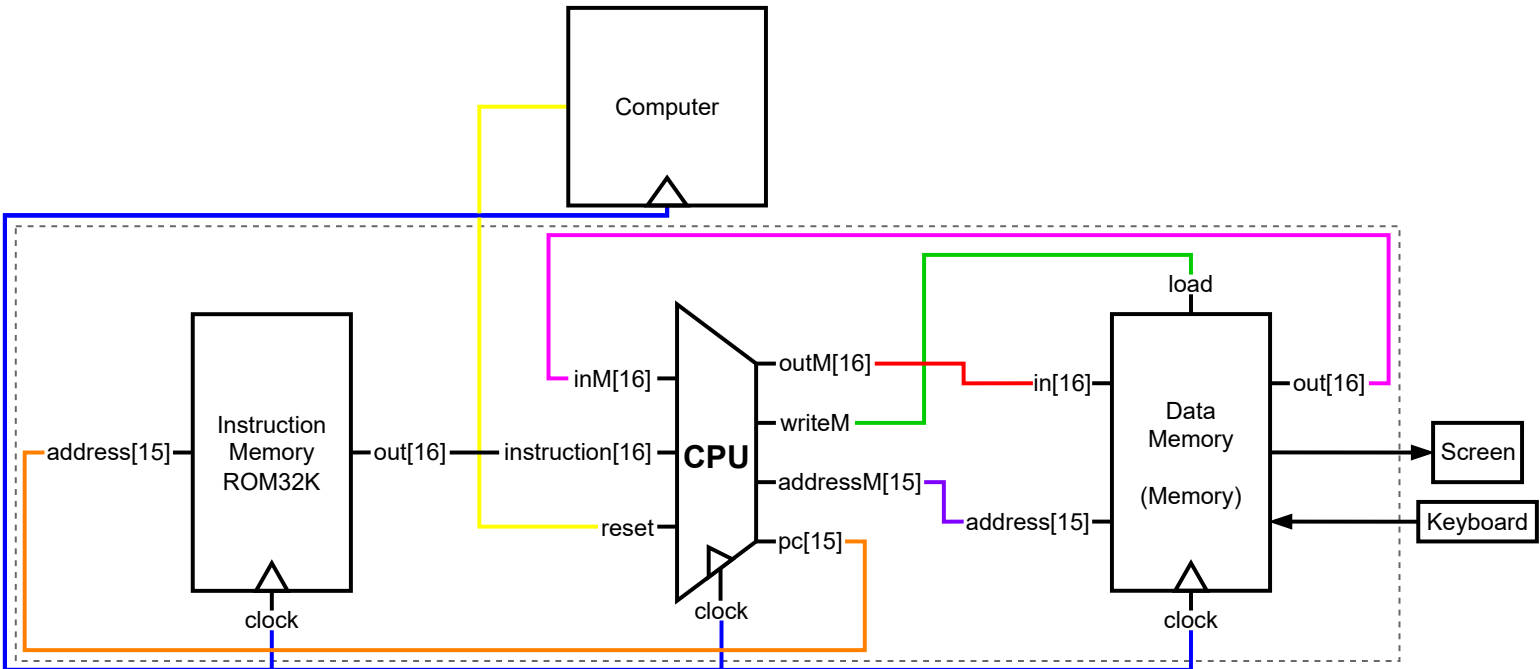 Computer
load
inM[16]
outM[16]
in[16]
out[16]
Instruction
Memory
ROM32K
Data
Memory
(Memory)
writeM
address[15]
out[16]
instruction[16]
CPU
Screen
addressM[15]
address[15]
Keyboard
reset
pc[15]
clock
clock
clock